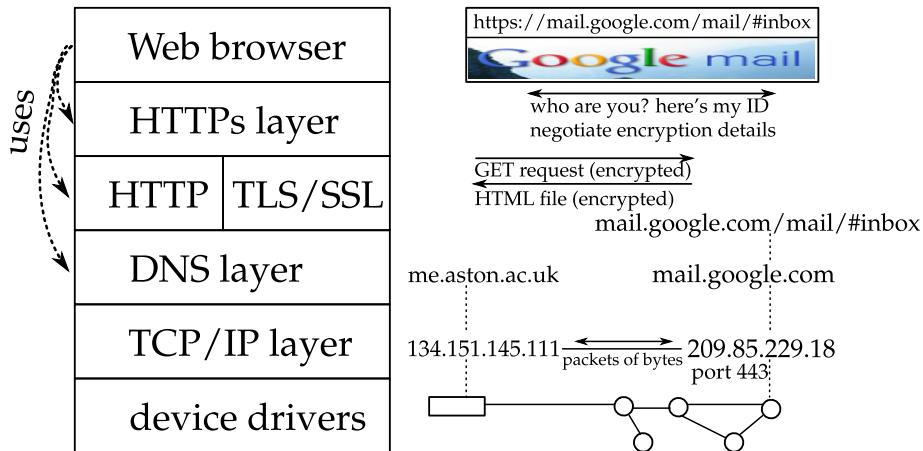 uses
Web browser
HTTPs layer
HTTP TLS/SSL
DNS layer
TCP/IP layer
device drivers
https://mail.google.com/mail/#inbox
Google mail
who are you? here's my ID
negotiate encryption details
GET request (encrypted)
HTML file (encrypted)
mail.google.com/mail/#inbox
me.aston.ac.uk mail.google.com
134.151.145.111 packets of bytes 209.85.229.18
port 443